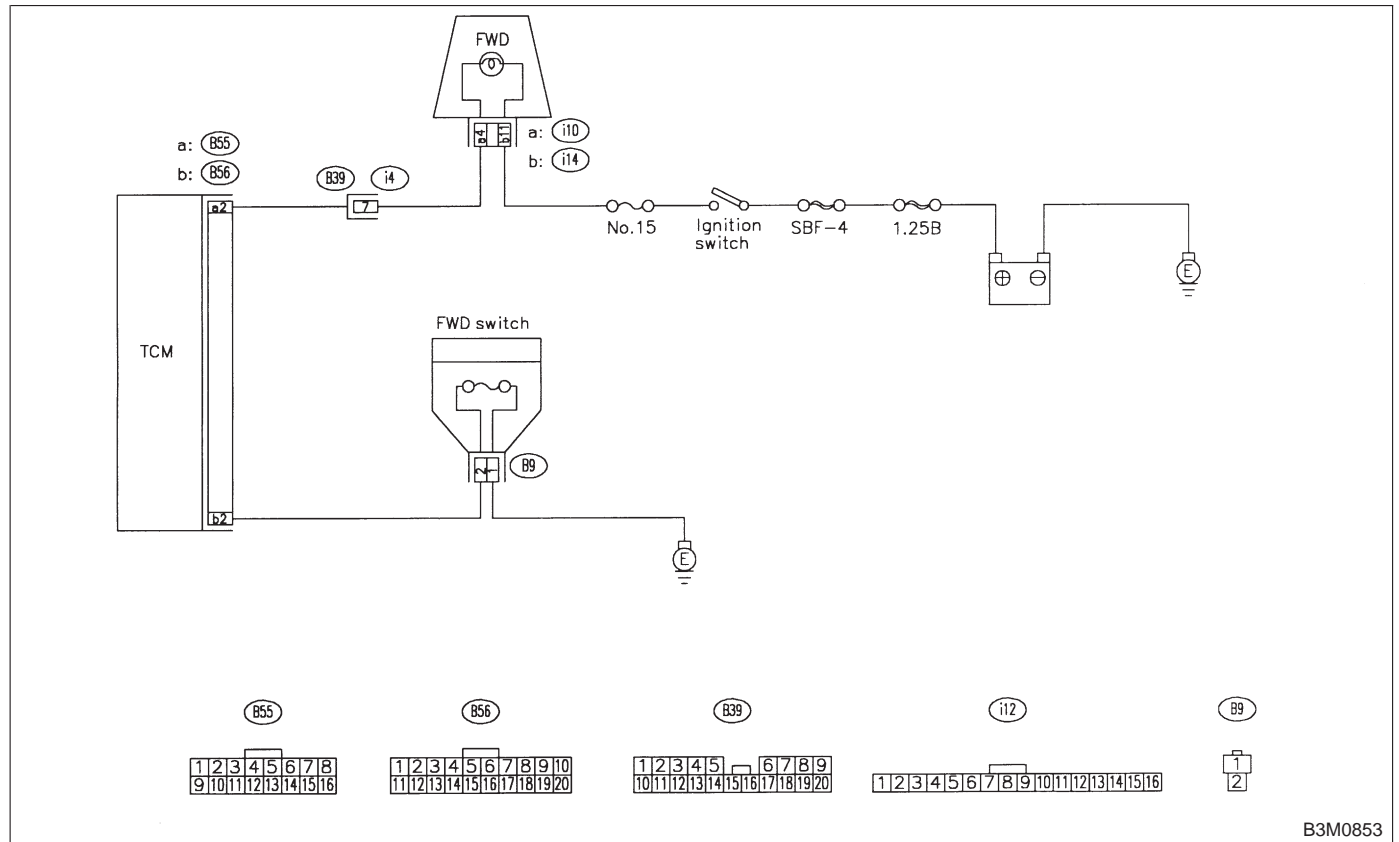 FWD
a4 b11
a: i10
b: i14
a: B55
b: B56
B39 i4
a2
7
No.15
Ignition
switch
SBF-4
1.25B
⊕ ⊖
E
FWD switch
TCM
2 1
B9
b2
E
B55
B56
B39
i12
B9
1 2 3 4 5 6 7 8
9 10 11 12 13 14 15 16
1 2 3 4 5 6 7 8 9 10
11 12 13 14 15 16 17 18 19 20
1 2 3 4 5 6 7 8 9
10 11 12 13 14 15 16 17 18 19 20
1 2 3 4 5 6 7 8 9 10 11 12 13 14 15 16
1
2
B3M0853